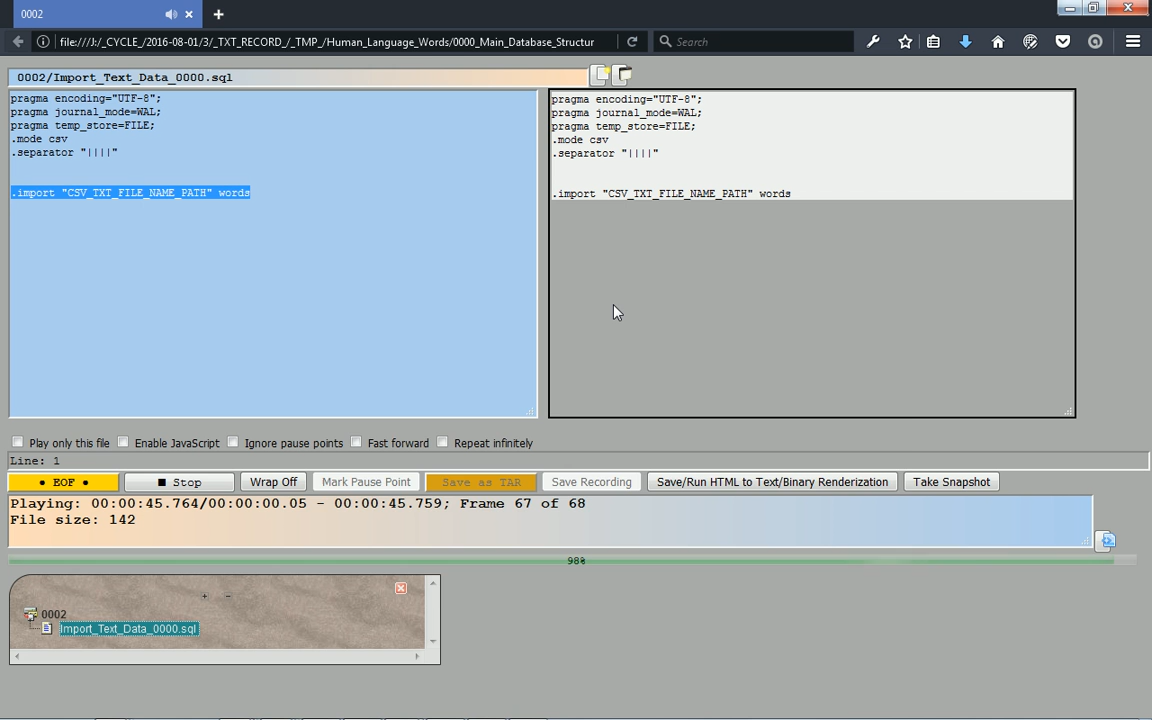 0002
file:///J:/_CYCLE_/2016-08-01/3/_TXT_RECORD_/_TMP_/Human_Language_Words/0000_Main_Database_Structur
Search
0002/Import_Text_Data_0000.sql
pragma encoding="UTF-8";
pragma journal_mode=WAL;
pragma temp_store=FILE;
.mode csv
.separator "||||"
.import "CSV_TXT_FILE_NAME_PATH" words
pragma encoding="UTF-8";
pragma journal_mode=WAL;
pragma temp_store=FILE;
.mode csv
.separator "||||"
.import "CSV_TXT_FILE_NAME_PATH" words
Play only this file Enable JavaScript Ignore pause points Fast forward Repeat infinitely
Line: 1
• EOF • ■ Stop Wrap Off Mark Pause Point Save as TAR Save Recording Save/Run HTML to Text/Binary Renderization Take Snapshot
Playing: 00:00:45.764/00:00:00.05 - 00:00:45.759; Frame 67 of 68
File size: 142
98%
+ -
0002
Import_Text_Data_0000.sql